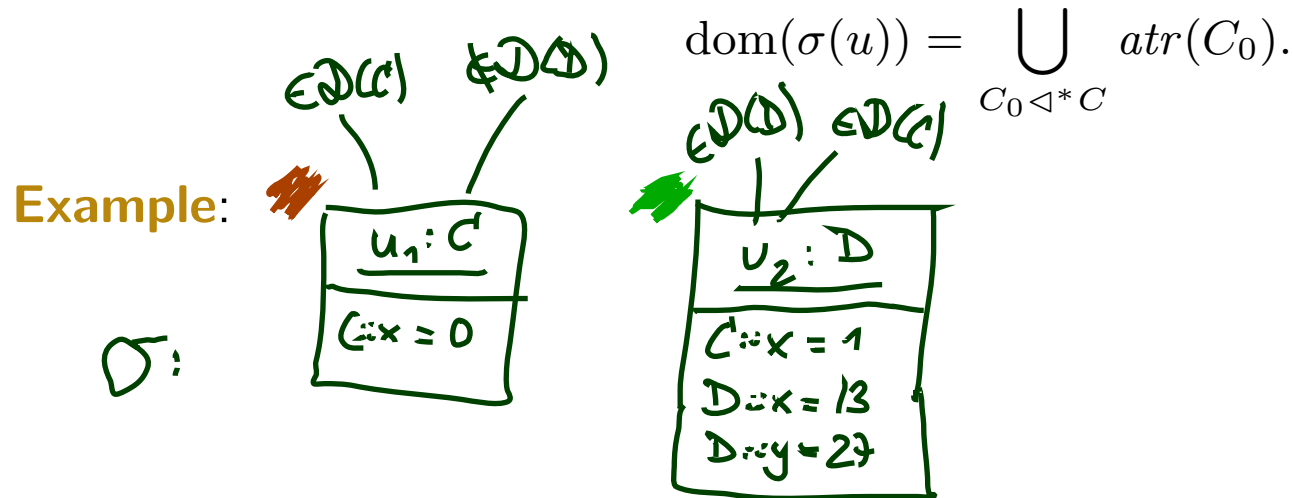 dom(σ(u)) = ⋃ atr(C₀).
C₀ ◁* C
∈𝒟(C) ∉𝒟(D)
∈𝒟(D) ∈𝒟(C)
Example:
u₁ : C
u₂ : D
σ:
C::x = 0
C::x = 1
D::x = 13
D::y = 27